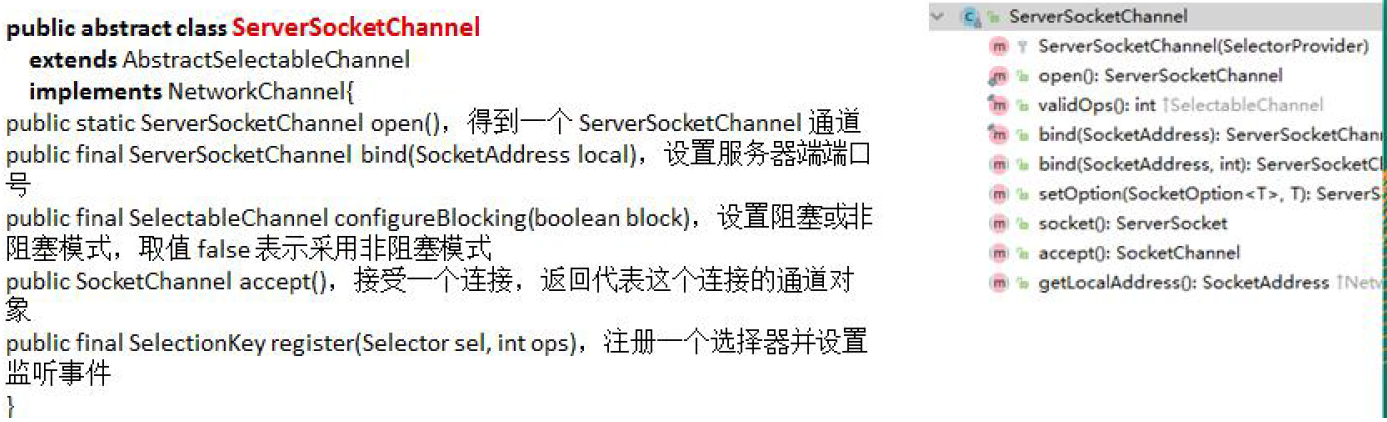 public abstract class ServerSocketChannel
extends AbstractSelectableChannel
implements NetworkChannel{
public static ServerSocketChannel open()，得到一个 ServerSocketChannel 通道
public final ServerSocketChannel bind(SocketAddress local)，设置服务器端端口
号
public final SelectableChannel configureBlocking(boolean block)，设置阻塞或非
阻塞模式，取值 false 表示采用非阻塞模式
public SocketChannel accept()，接受一个连接，返回代表这个连接的通道对
象
public final SelectionKey register(Selector sel, int ops)，注册一个选择器并设置
监听事件
}
ServerSocketChannel
ServerSocketChannel(SelectorProvider)
open(): ServerSocketChannel
validOps(): int ↑SelectableChannel
bind(SocketAddress): ServerSocketChann
bind(SocketAddress, int): ServerSocketCl
setOption(SocketOption<T>, T): ServerS
socket(): ServerSocket
accept(): SocketChannel
getLocalAddress(): SocketAddress ↑Netw